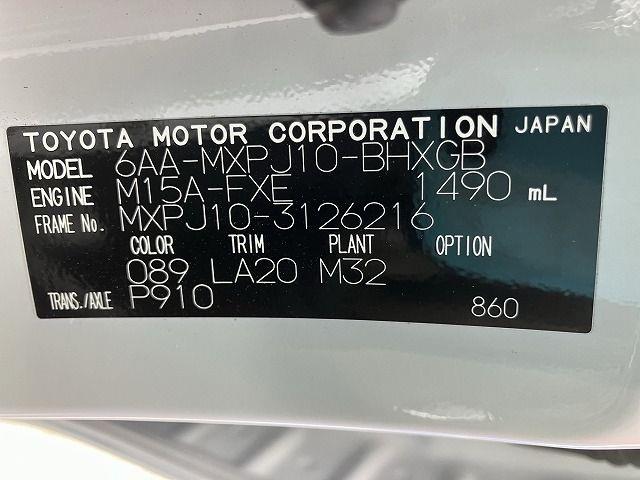 TOYOTA MOTOR CORPORATION JAPAN
MODEL 6AA-MXPJ10-BHXGB
ENGINE M15A-FXE 1490 mL
FRAME No. MXPJ10-3126216
COLOR TRIM PLANT OPTION
089 LA20 M32
TRANS./AXLE P910 860